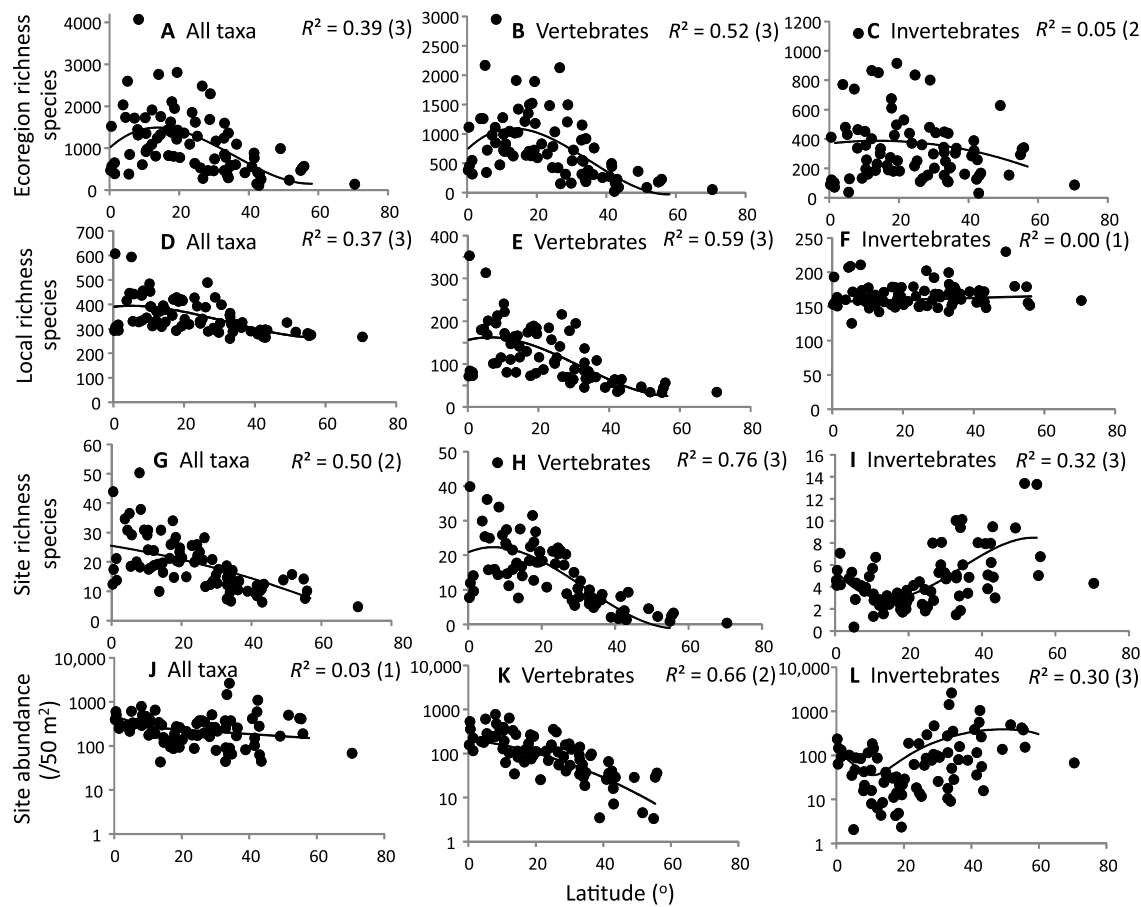 A All taxa
R² = 0.39 (3)
B Vertebrates
R² = 0.52 (3)
C Invertebrates
R² = 0.05 (2
Ecoregion richness
species
4000
3000
2000
1000
0
0 20 40 60 80
3000
2500
2000
1500
1000
500
0
0 20 40 60 80
1200
1000
800
600
400
200
0
0 20 40 60 80
D All taxa
R² = 0.37 (3)
E Vertebrates
R² = 0.59 (3)
F Invertebrates
R² = 0.00 (1)
Local richness
species
700
600
500
400
300
200
100
0
0 20 40 60 80
400
300
200
100
0
0 20 40 60 80
250
200
150
100
50
0
0 20 40 60 80
G All taxa
R² = 0.50 (2)
H Vertebrates
R² = 0.76 (3)
I Invertebrates
R² = 0.32 (3)
Site richness
species
60
50
40
30
20
10
0
0 20 40 60 80
50
40
30
20
10
0
0 20 40 60 80
16
14
12
10
8
6
4
2
0
0 20 40 60 80
J All taxa
R² = 0.03 (1)
K Vertebrates
R² = 0.66 (2)
L Invertebrates
R² = 0.30 (3)
Site abundance
(/50 m²)
10,000
1000
100
10
1
0 20 40 60 80
10,000
1000
100
10
1
0 20 40 60 80
10,000
1000
100
10
1
0 20 40 60 80
Latitude (°)